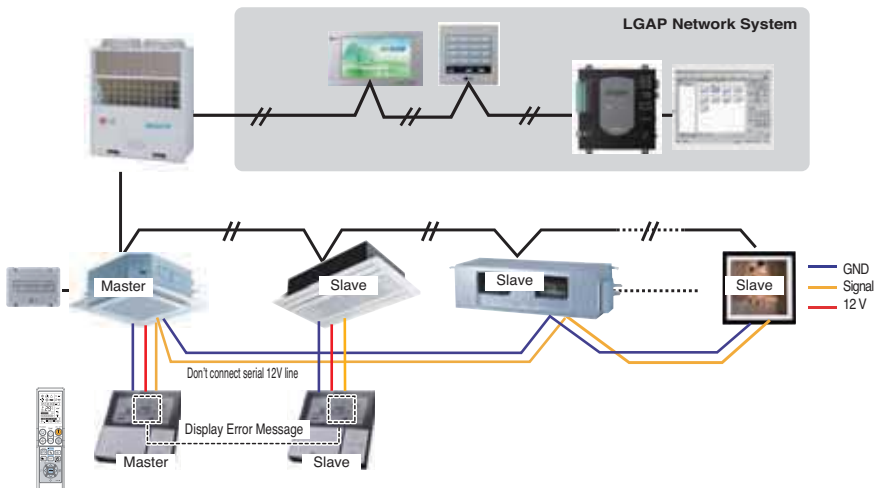 LGAP Network System
Master
Slave
Slave
Slave
GND
Signal
12 V
Don't connect serial 12V line
Display Error Message
Master
Slave